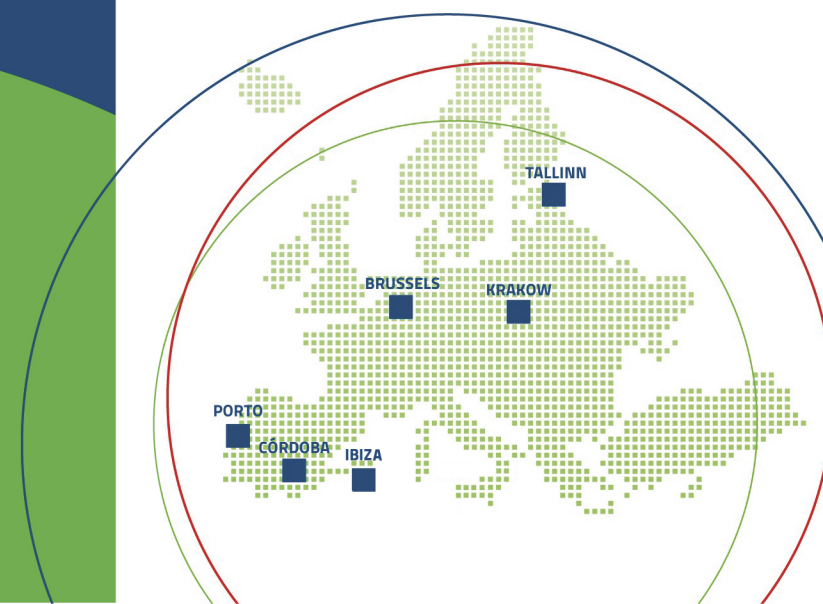 TALLINN
BRUSSELS
KRAKOW
PORTO
CÓRDOBA
IBIZA